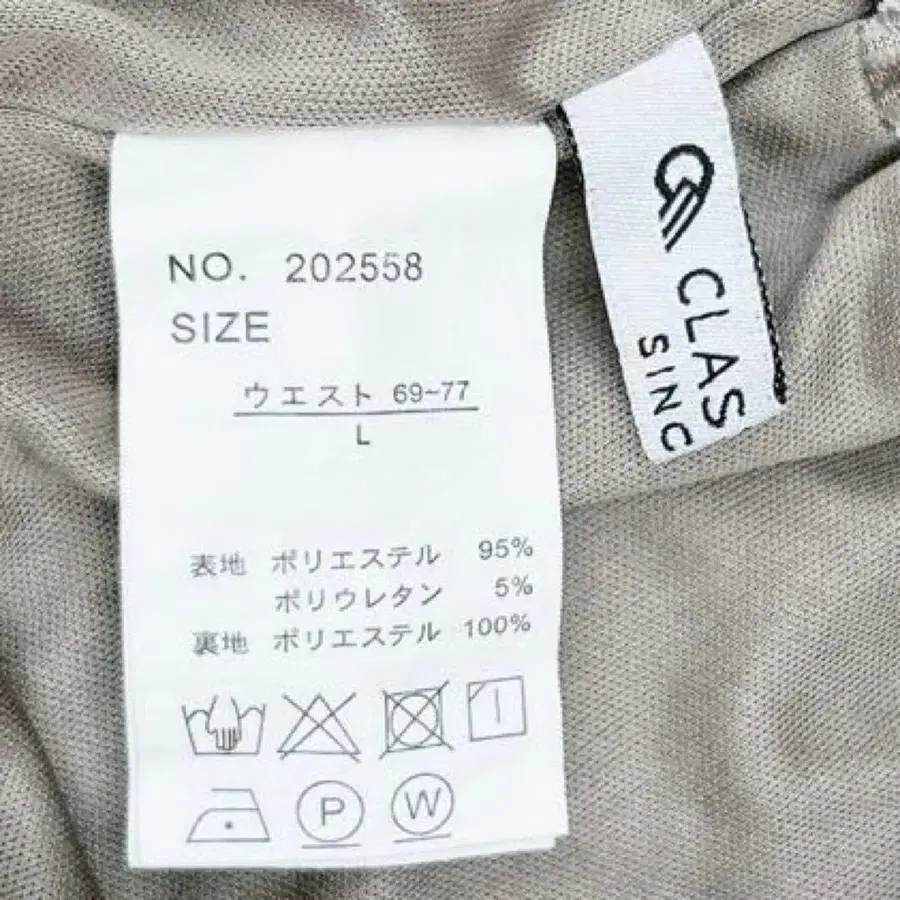 NO. 202558
SIZE
ウエスト 69~77
L
表地 ポリエステル 95%
ポリウレタン 5%
裏地 ポリエステル 100%
P
W
CLAS
SINC